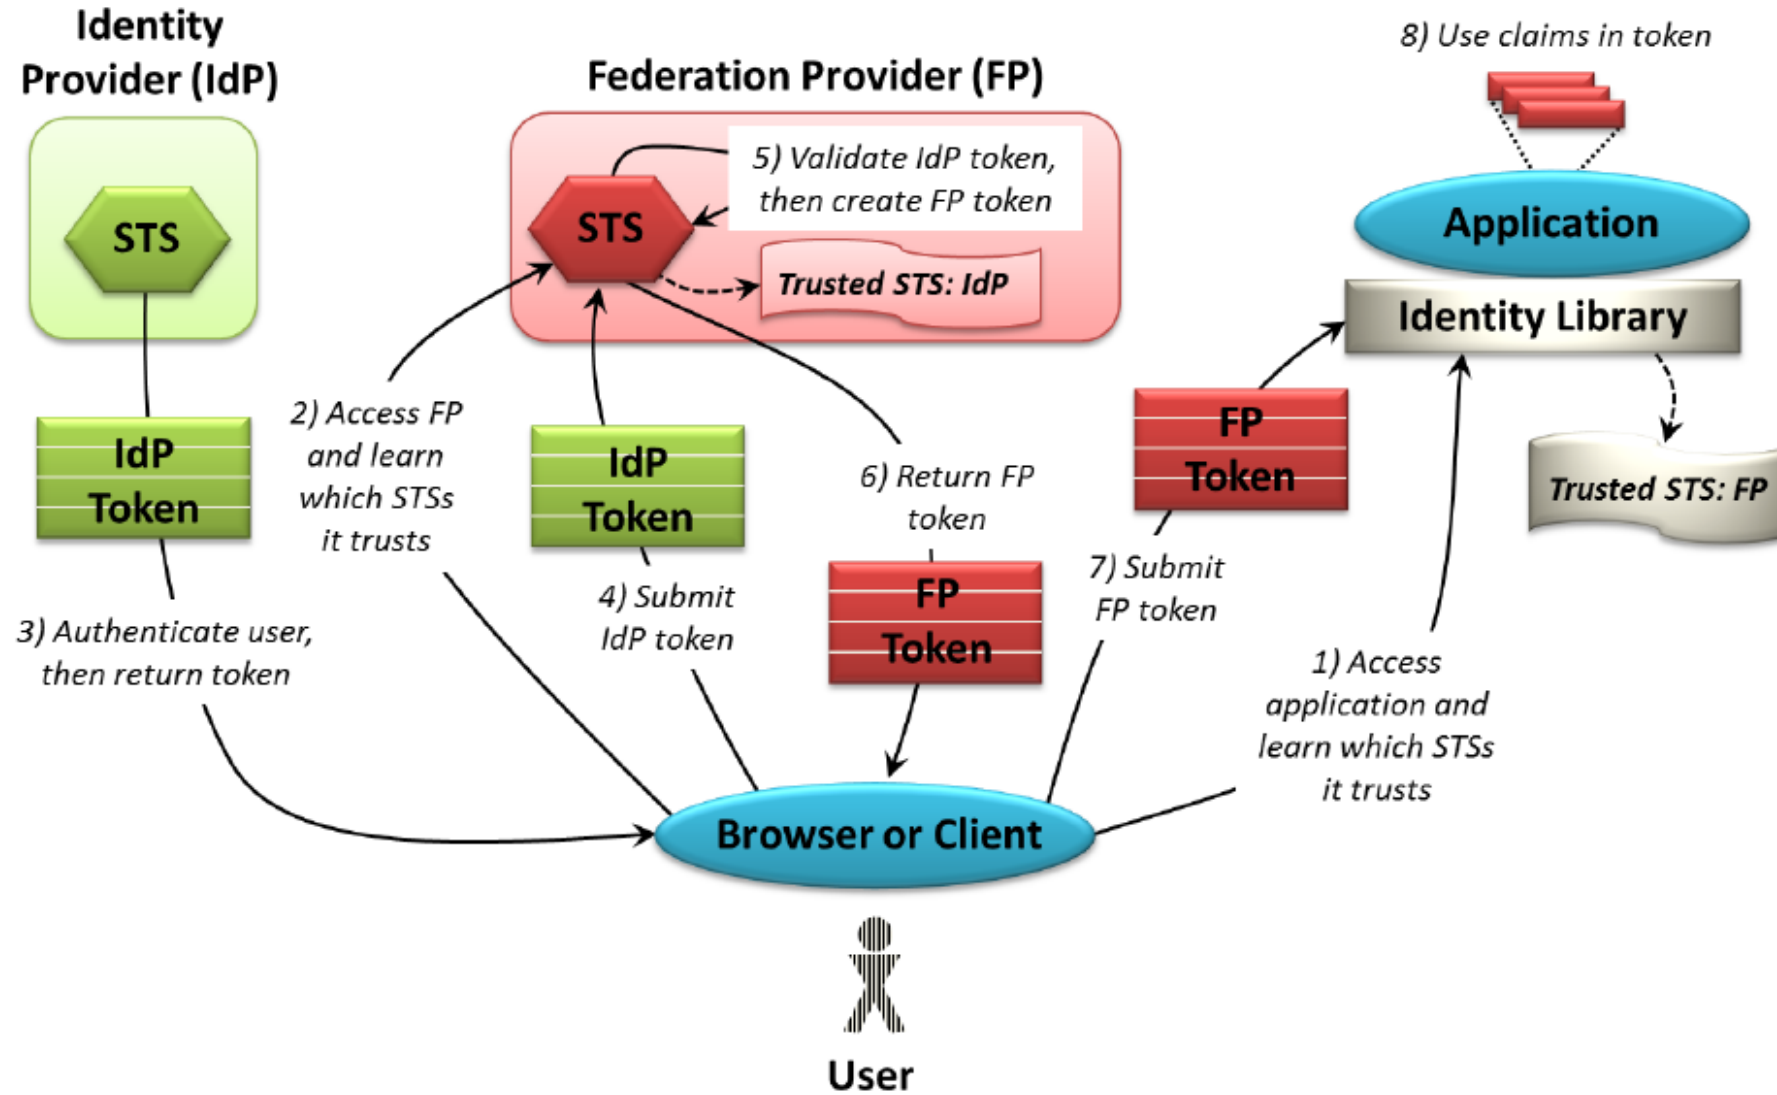 Identity
Provider (IdP)
STS
IdP
Token
3) Authenticate user,
then return token
Federation Provider (FP)
STS
5) Validate IdP token,
then create FP token
Trusted STS: IdP
2) Access FP
and learn
which STSs
it trusts
IdP
Token
4) Submit
IdP token
6) Return FP
token
FP
Token
8) Use claims in token
Application
Identity Library
FP
Token
7) Submit
FP token
Trusted STS: FP
1) Access
application and
learn which STSs
it trusts
Browser or Client
User